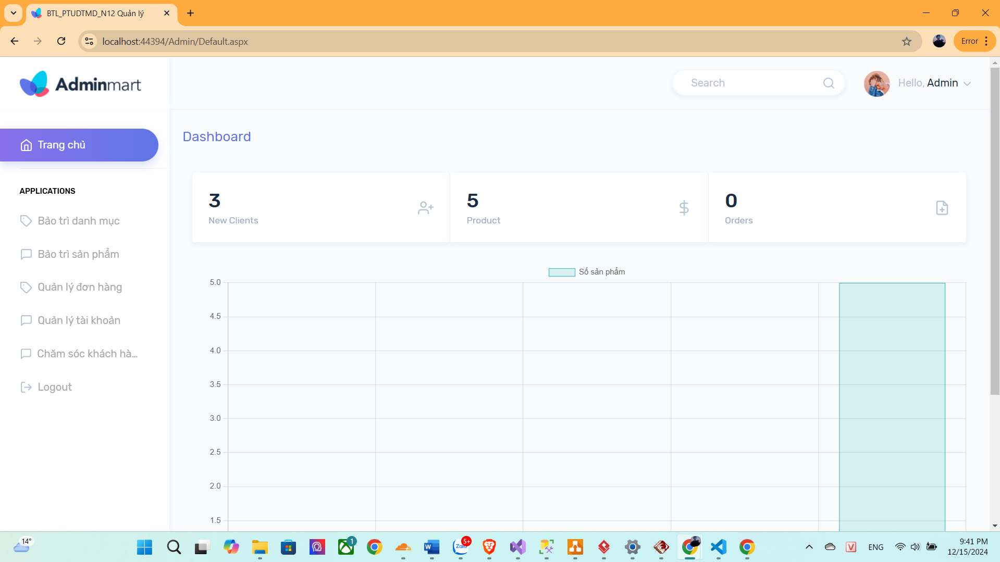 BTL_PTUDTMD_N12 Quản lý
localhost:44394/Admin/Default.aspx
Error
Adminmart
Search
Hello, Admin
Trang chủ
APPLICATIONS
Bảo trì danh mục
Bảo trì sản phẩm
Quản lý đơn hàng
Quản lý tài khoản
Chăm sóc khách hà...
Logout
Dashboard
3
New Clients
5
Product
0
Orders
Số sản phẩm
5.0
4.5
4.0
3.5
3.0
2.5
2.0
1.5
14°
1
Zalo
5+
ENG
9:41 PM
12/15/2024